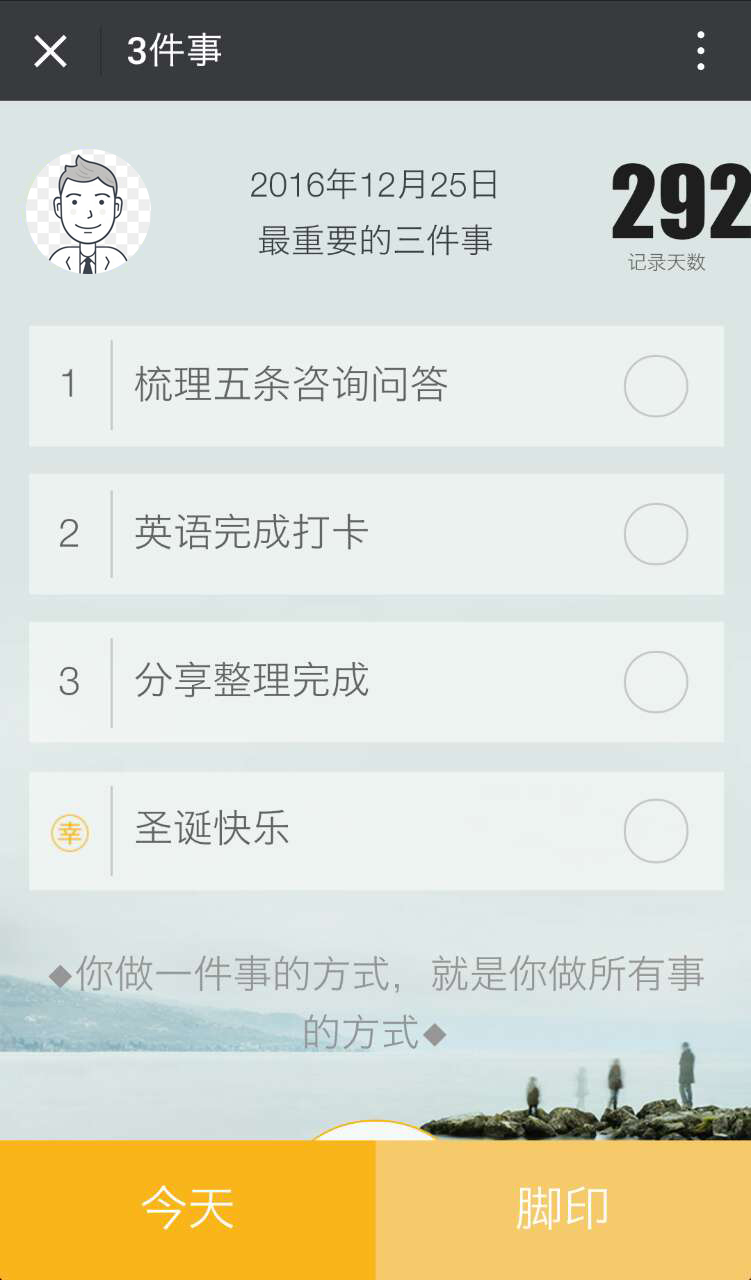 3件事
2016年12月25日
最重要的三件事
292
记录天数
1 梳理五条咨询问答
2 英语完成打卡
3 分享整理完成
幸 圣诞快乐
◆你做一件事的方式，就是你做所有事
的方式◆
今天 脚印